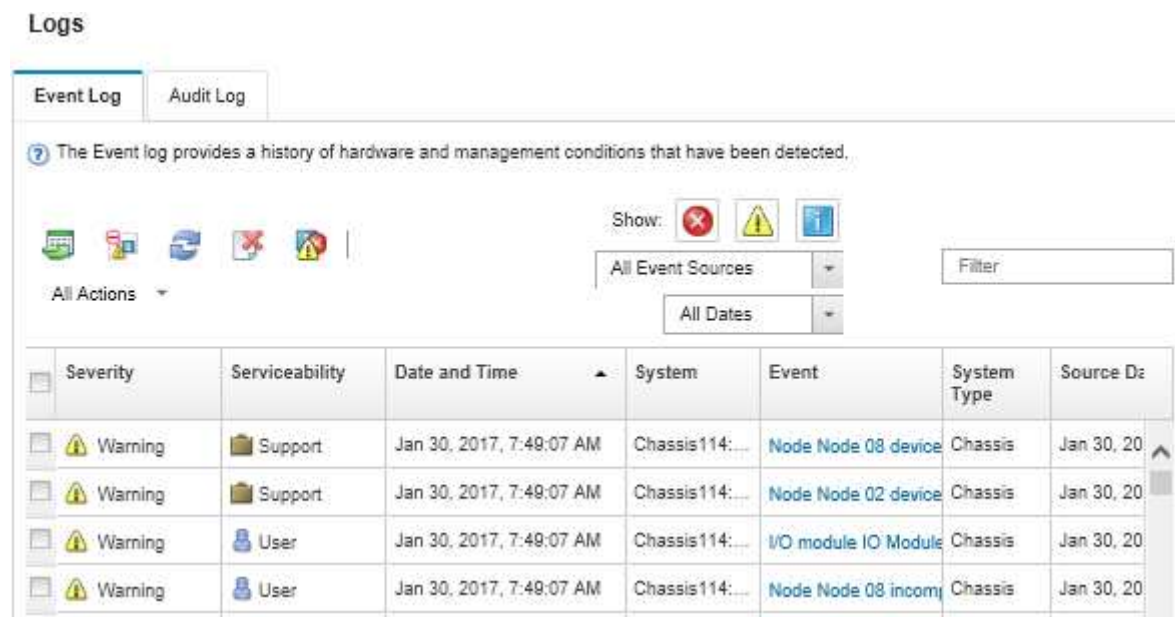 Logs
Event Log Audit Log
The Event log provides a history of hardware and management conditions that have been detected.
Show:
All Event Sources Filter
All Actions
All Dates
Severity Serviceability Date and Time System Event System Type Source Da
Warning Support Jan 30, 2017, 7:49:07 AM Chassis114:... Node Node 08 device Chassis Jan 30, 20
Warning Support Jan 30, 2017, 7:49:07 AM Chassis114:... Node Node 02 device Chassis Jan 30, 20
Warning User Jan 30, 2017, 7:49:07 AM Chassis114:... I/O module IO Module Chassis Jan 30, 20
Warning User Jan 30, 2017, 7:49:07 AM Chassis114:... Node Node 08 incomp Chassis Jan 30, 20